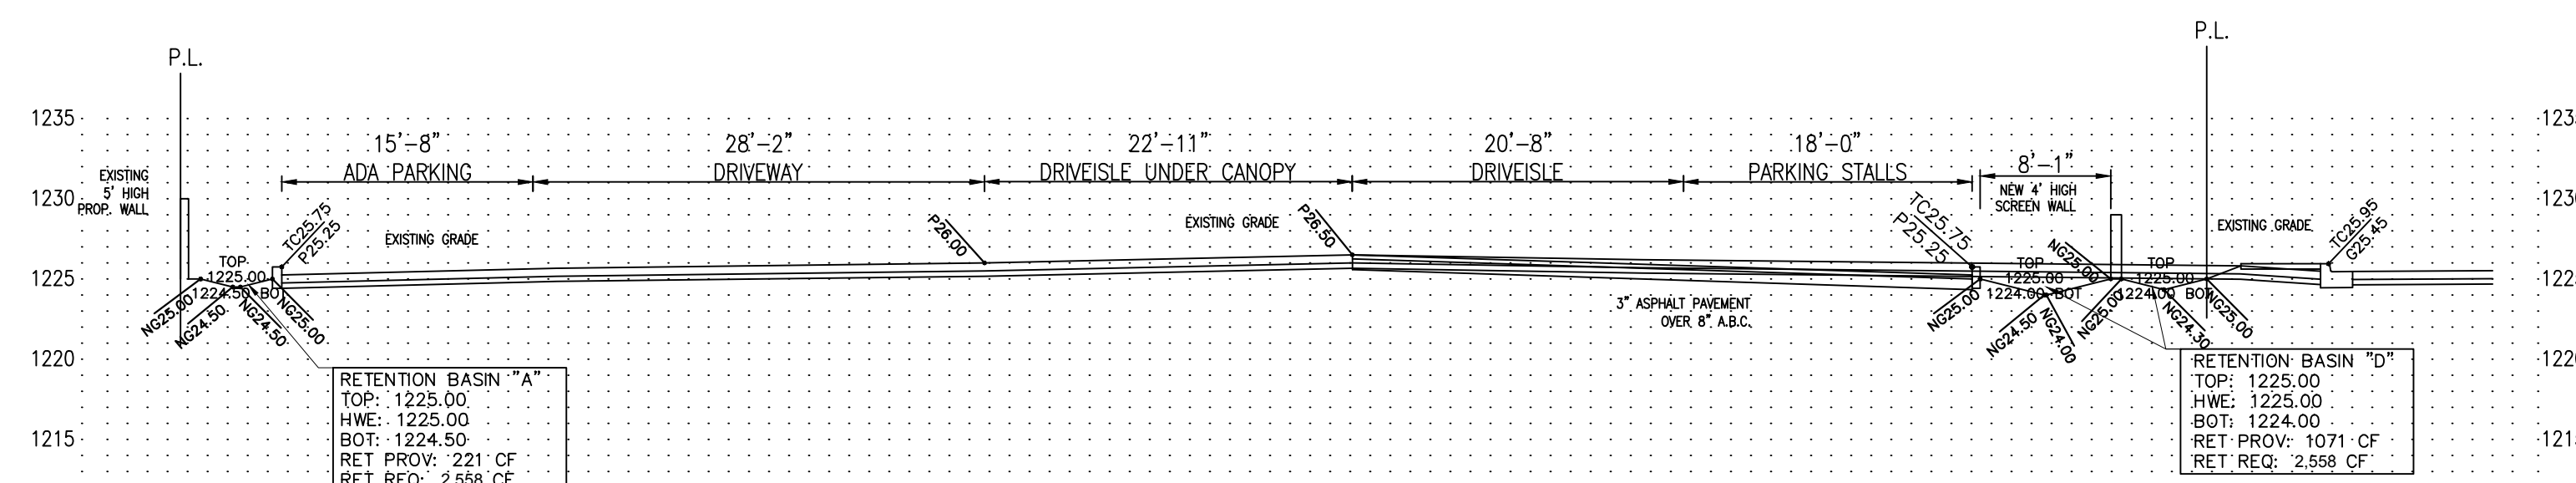 P.L.
P.L.
1235
15'-8"
28'-2"
22'-11"
20'-8"
18'-0"
8'-1"
ADA PARKING
DRIVEWAY
DRIVEISLE UNDER CANOPY
DRIVEISLE
PARKING STALLS
EXISTING
5' HIGH
PROP. WALL
1230
NEW 4' HIGH
SCREEN WALL
TC25.75
P25.25
EXISTING GRADE
P26.00
EXISTING GRADE
P26.50
TC25.75
P25.25
NG25.00
EXISTING GRADE
TC25.95
G25.45
1225
TOP
1225.00
1224.50 BOT
NG25.00
NG24.50
NG24.50
NG25.00
3" ASPHALT PAVEMENT
OVER 8" A.B.C.
TOP
1225.00
1224.00 BOT
NG25.00
NG24.50
NG24.00
TOP
1225.00
1224.00 BOT
NG25.00
NG24.30
NG25.00
1220
RETENTION BASIN "A"
TOP: 1225.00
HWE: 1225.00
BOT: 1224.50
RET PROV: 221 CF
RET REQ: 2,558 CF
RETENTION BASIN "D"
TOP: 1225.00
HWE: 1225.00
BOT: 1224.00
RET PROV: 1071 CF
RET REQ: 2,558 CF
1215